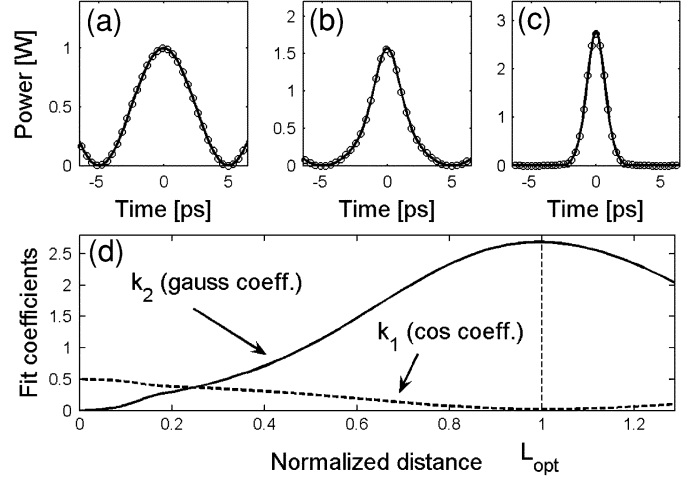 (a)
(b)
(c)
Power [W]
1
0.5
0
-5
0
5
Time [ps]
2
1.5
1
0.5
0
-5
0
5
Time [ps]
3
2
1
0
-5
0
5
Time [ps]
(d)
Fit coefficients
2.5
2
1.5
1
0.5
0
k2 (gauss coeff.)
k1 (cos coeff.)
0
0.2
0.4
0.6
0.8
1
1.2
Normalized distance
Lopt